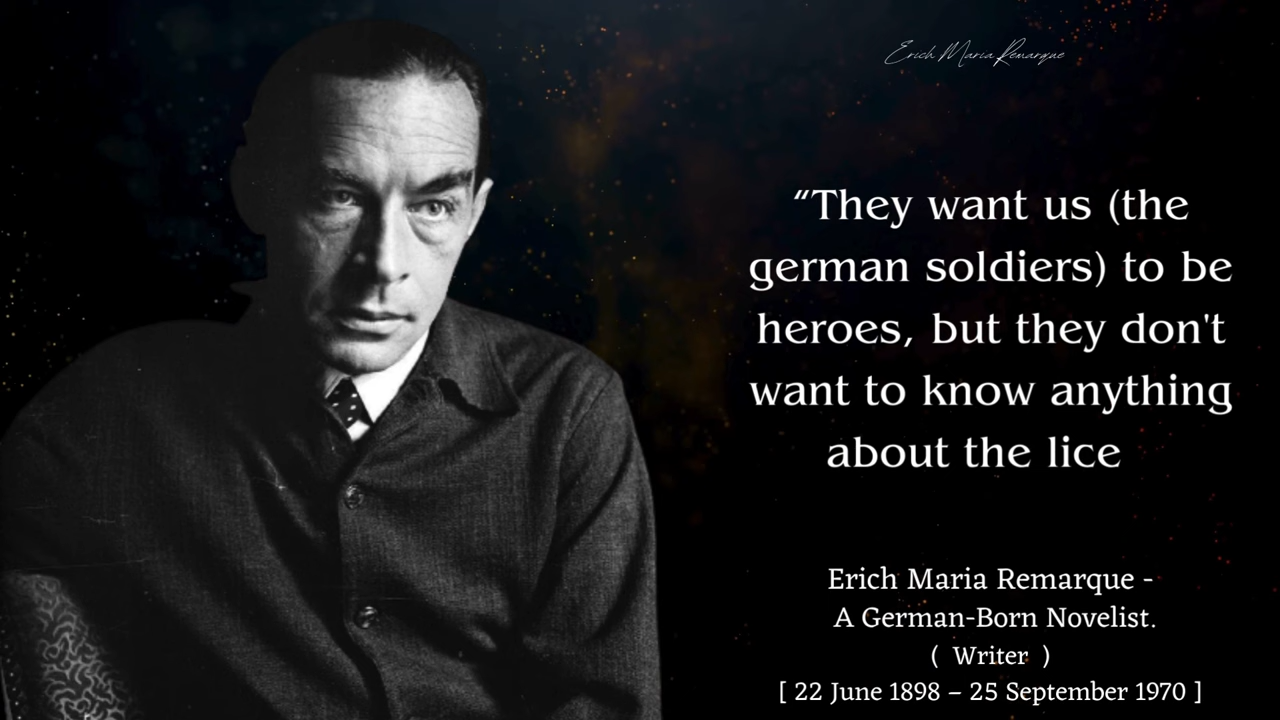 Erich Maria Remarque
“They want us (the
german soldiers) to be
heroes, but they don't
want to know anything
about the lice
Erich Maria Remarque -
A German-Born Novelist.
( Writer )
[ 22 June 1898 – 25 September 1970 ]